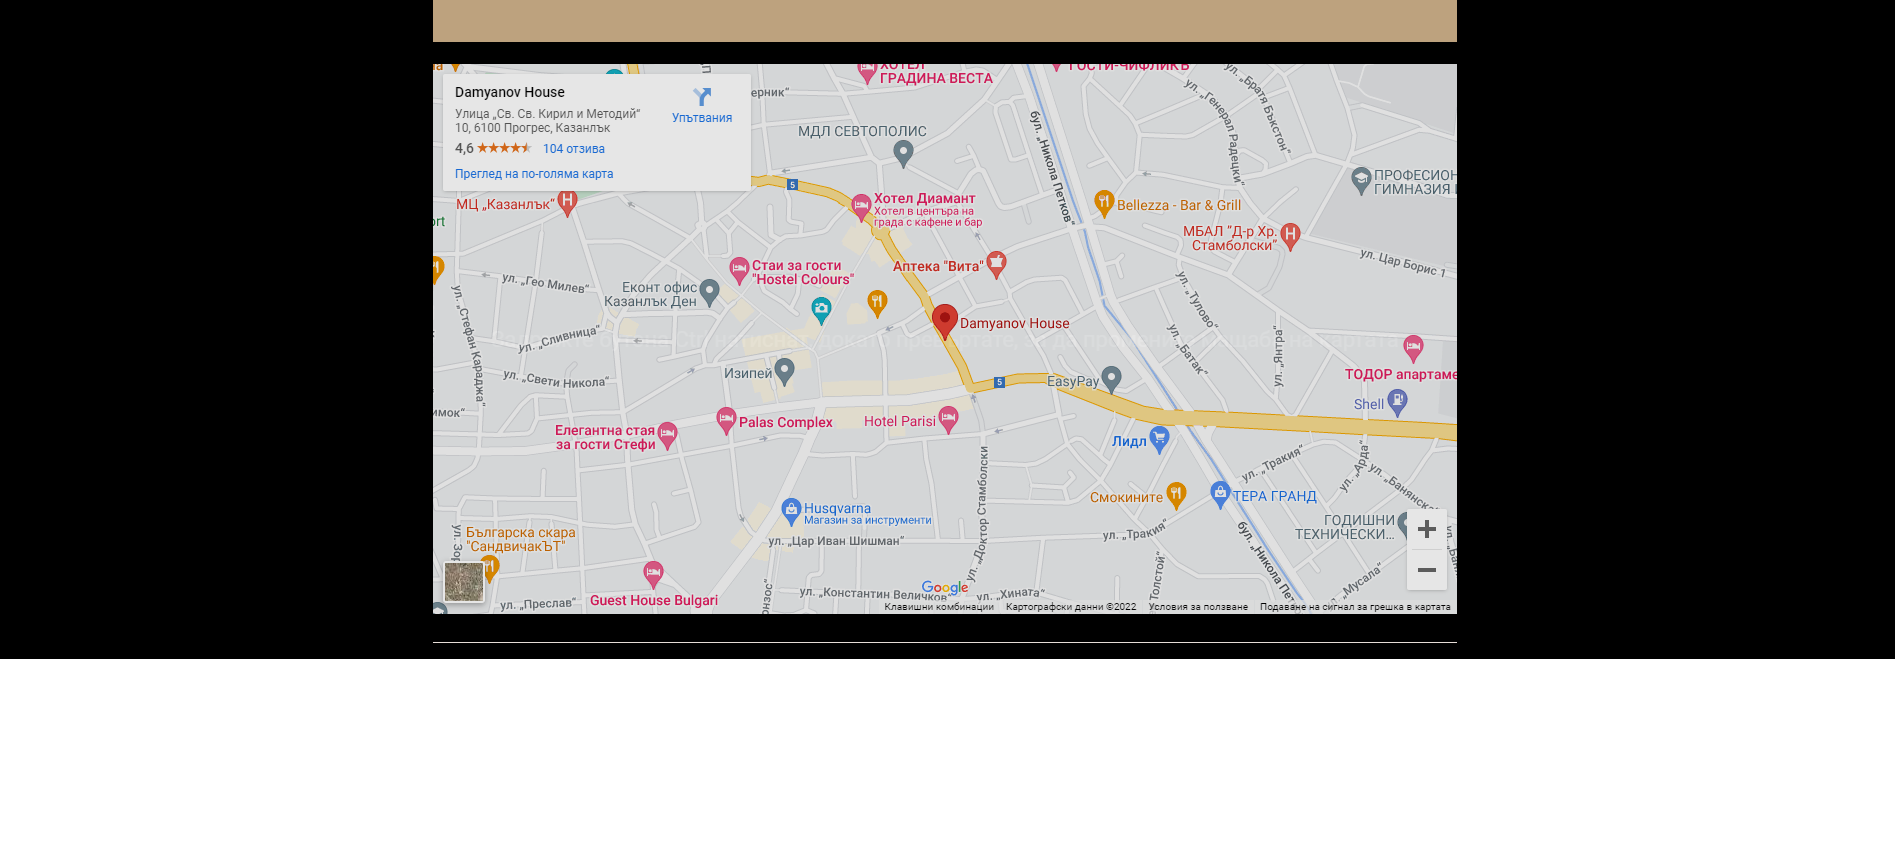 Damyanov House
Улица „Св. Св. Кирил и Методий“
10, 6100 Прогрес, Казанлък
4,6
104 отзива
Преглед на по-голяма карта
Упътвания
ХОТЕЛ
ГРАДИНА ВЕСТА
ГОСТИ-ЧИФЛИКЪ
ул. „Братя Бъкстон“
ул. „Генерал Радецки“
МДЛ СЕВТОПОЛИС
бул. „Никола Петков“
ПРОФЕСИОН
ГИМНАЗИЯ
МЦ „Казанлък“
5
Хотел Диамант
Хотел в центъра на
града с кафене и бар
Bellezza - Bar & Grill
МБАЛ "Д-р Хр.
Стамболски"
ул. Цар Борис 1
Стаи за гости
"Hostel Colours"
Аптека "Вита"
ул. „Гео Милев“
Еконт офис
Казанлък Ден
ул. „Стефан Караджа“
ул. „Тулово“
Damyanov House
ул. „Сливница“
ул. „Батак“
ул. „Янтра“
Изипей
ул. „Свети Никола“
5
EasyPay
ТОДОР апартаме
Shell
имок“
Palas Complex
Hotel Parisi
Елегантна стая
за гости Стефи
Лидл
ул. „Тракия“
ул. „Арда“
ул. „Банянска
ул. „Доктор Стамболски
Смокините
ТЕРА ГРАНД
Husqvarna
Магазин за инструменти
ГОДИШНИ
ТЕХНИЧЕСКИ...
Българска скара
"СандвичакЪТ"
ул. „Цар Иван Шишман“
ул. „Тракия“
бул. „Никола Пет
Guest House Bulgari
ул. „Преслав“
ул. „Константин Величков“
ул. „Хината“
Толстой“
„Мусала“
Google
Клавишни комбинации
Картографски данни ©2022
Условия за ползване
Подаване на сигнал за грешка в картата